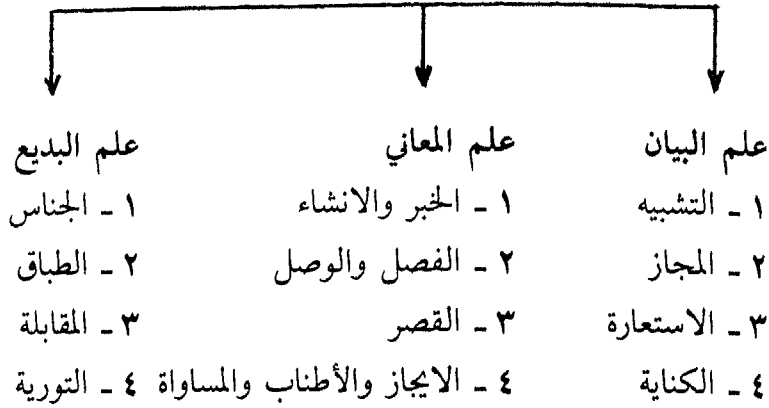 علم البيان علم المعاني علم البديع
١ ـ التشبيه ١ ـ الخبر والانشاء ١ ـ الجناس
٢ ـ المجاز ٢ ـ الفصل والوصل ٢ ـ الطباق
٣ ـ الاستعارة ٣ ـ القصر ٣ ـ المقابلة
٤ ـ الكناية ٤ ـ الايجاز والأطناب والمساواة ٤ ـ التورية